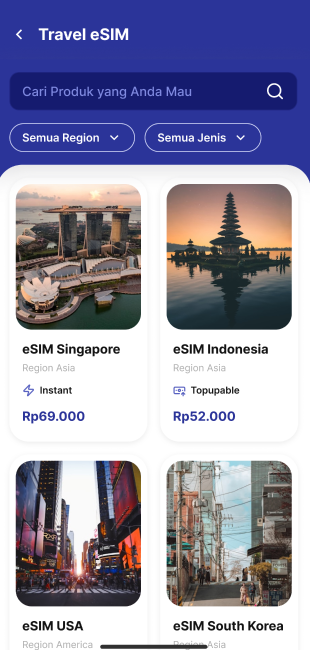 Travel eSIM
Cari Produk yang Anda Mau
Semua Region
Semua Jenis
eSIM Singapore
Region Asia
Instant
Rp69.000
eSIM Indonesia
Region Asia
Topupable
Rp52.000
eSIM USA
Region America
eSIM South Korea
Region Asia